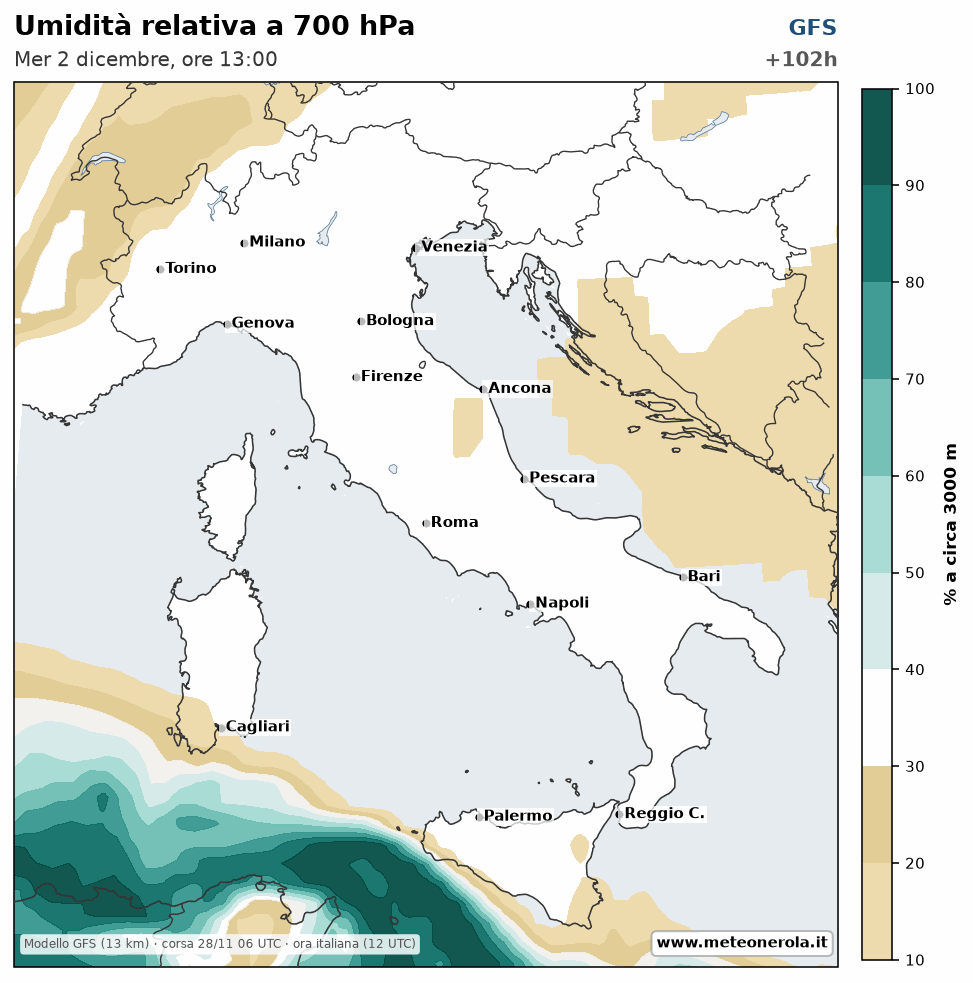 Umidità relativa a 700 hPa
GFS
Mer 2 dicembre, ore 13:00
+102h
Milano
Venezia
Torino
Genova
Bologna
Firenze
Ancona
Pescara
Roma
Bari
Napoli
Cagliari
Palermo
Reggio C.
100
90
80
70
60
50
40
30
20
10
% a circa 3000 m
Modello GFS (13 km) · corsa 28/11 06 UTC · ora italiana (12 UTC)
www.meteonerola.it